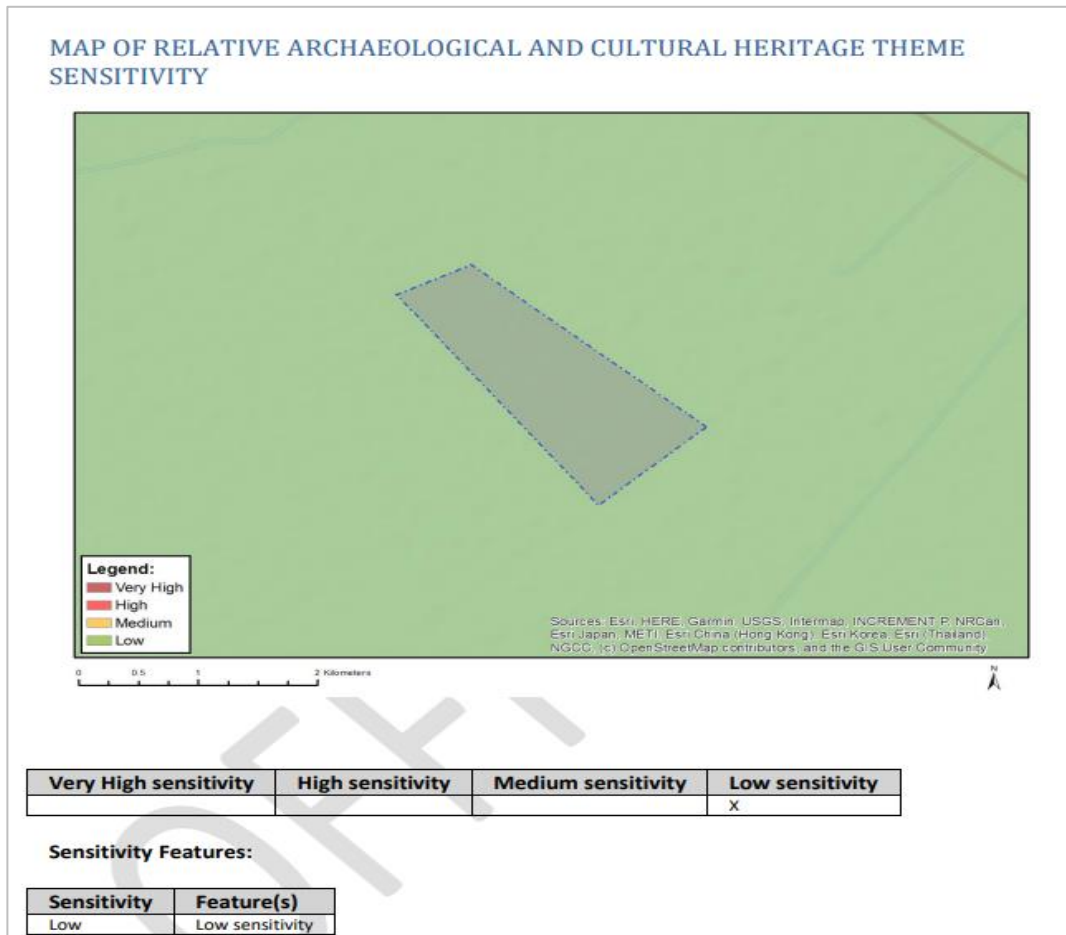 MAP OF RELATIVE ARCHAEOLOGICAL AND CULTURAL HERITAGE THEME
SENSITIVITY
Legend:
Very High
High
Medium
Low
Sources: Esri, HERE, Garmin, USGS, Intermap, INCREMENT P, NRCan,
Esri Japan, METI, Esri China (Hong Kong), Esri Korea, Esri (Thailand),
NGCC, (c) OpenStreetMap contributors, and the GIS User Community
0 0.5 1 2 Kilometers
N
Very High sensitivity High sensitivity Medium sensitivity Low sensitivity
X
Sensitivity Features:
Sensitivity Feature(s)
Low Low sensitivity